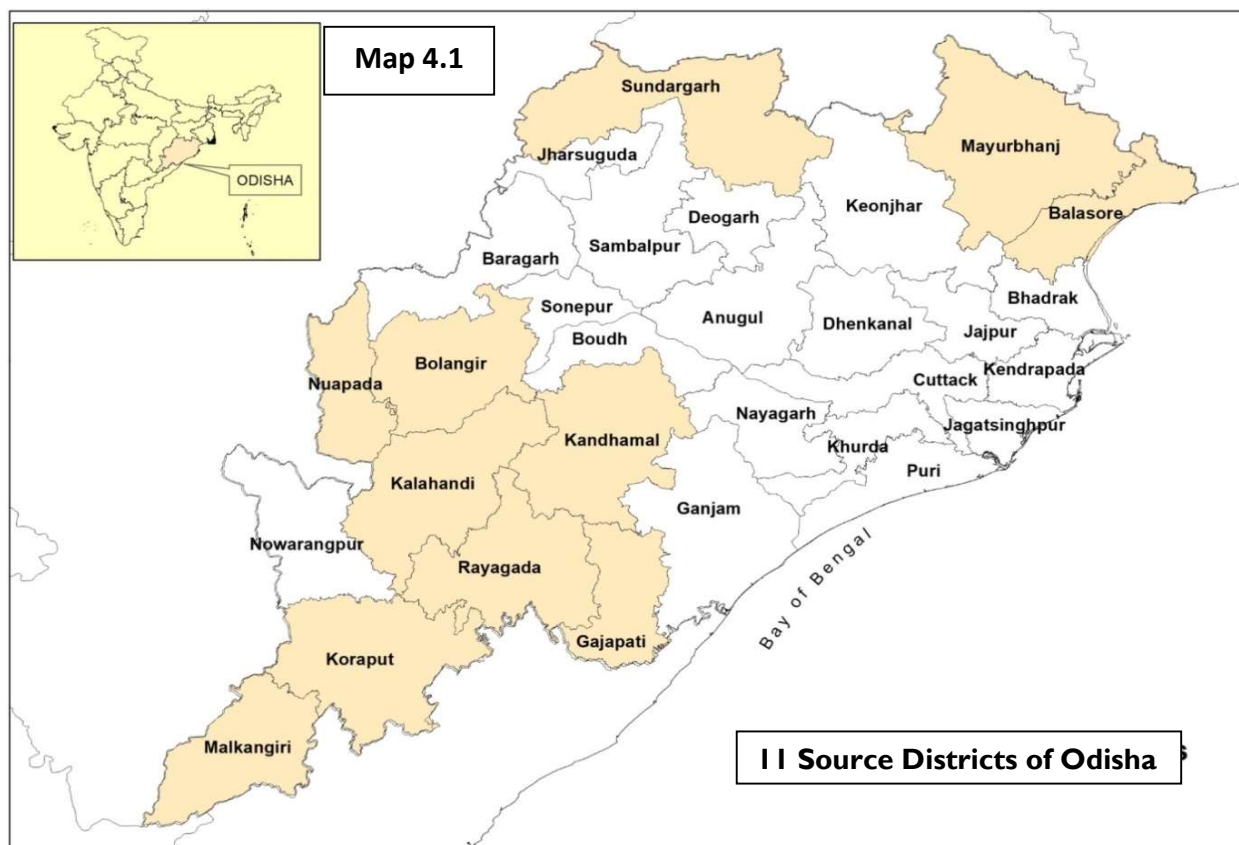 Map 4.1
ODISHA
Sundargarh
Mayurbhanj
Jharsuguda
Balasore
Deogarh
Keonjhar
Sambalpur
Baragarh
Bhadrak
Sonepur
Anugul
Dhenkanal
Jajpur
Boudh
Bolangir
Kendrapada
Nuapada
Cuttack
Nayagarh
Jagatsinghpur
Kandhamal
Khurda
Puri
Kalahandi
Ganjam
Nowarangpur
Rayagada
Bay of Bengal
Gajapati
Koraput
Malkangiri
11 Source Districts of Odisha
s